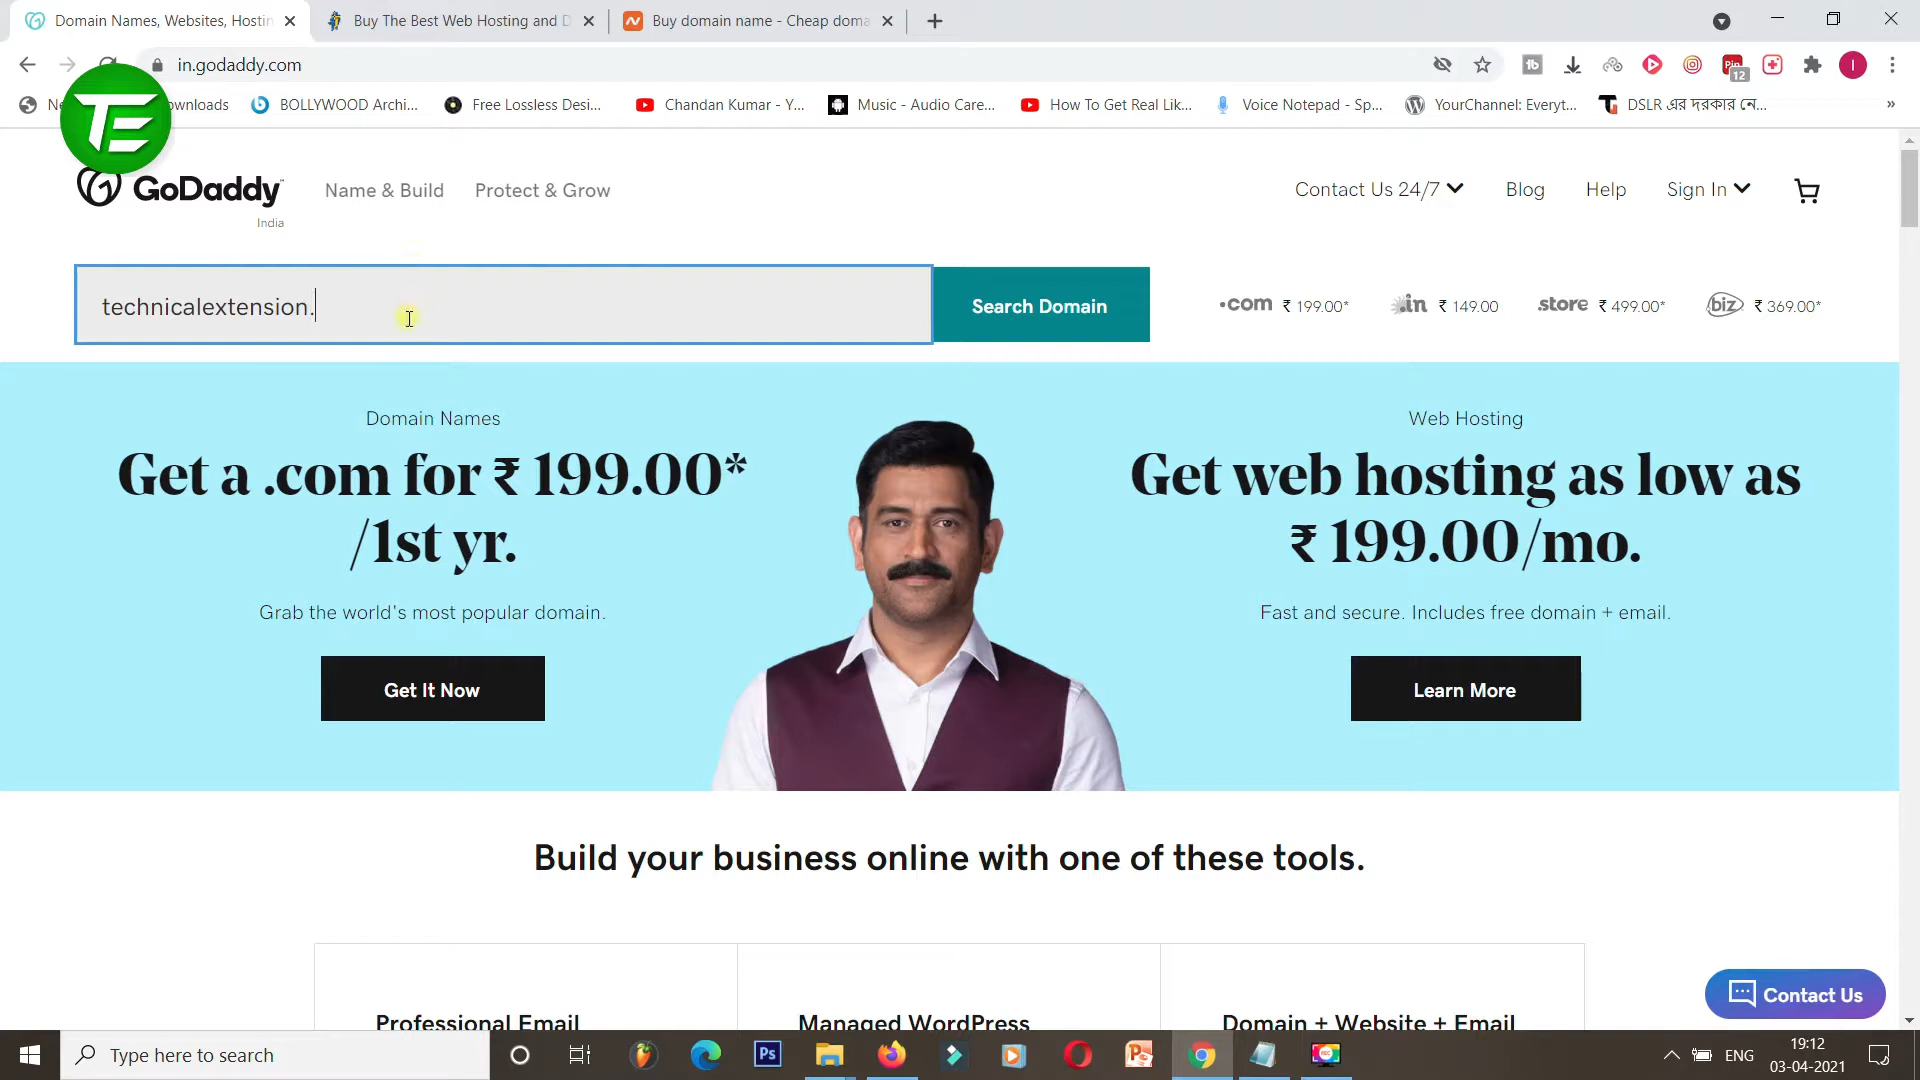 Domain Names, Websites, Hostin
Buy The Best Web Hosting and D
Buy domain name - Cheap doma
in.godaddy.com
12
BOLLYWOOD Archi...
Free Lossless Desi...
Chandan Kumar - Y...
Music - Audio Care...
How To Get Real Lik...
Voice Notepad - Sp...
YourChannel: Everyt...
DSLR এর দরকার নে...
»
TE
GoDaddy
India
Name & Build
Protect & Grow
Contact Us 24/7
Blog
Help
Sign In
technicalextension.
Search Domain
.com ₹ 199.00*
.in ₹ 149.00
.store ₹ 499.00*
biz ₹ 369.00*
Domain Names
Get a .com for ₹ 199.00*
/1st yr.
Grab the world's most popular domain.
Get It Now
Web Hosting
Get web hosting as low as
₹ 199.00/mo.
Fast and secure. Includes free domain + email.
Learn More
Build your business online with one of these tools.
Professional Email
Managed WordPress
Domain + Website + Email
Contact Us
Type here to search
Ps
ENG
19:12
03-04-2021